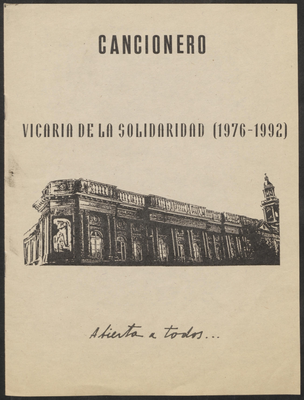 CANCIONERO
VICARIA DE LA SOLIDARIDAD (1976-1992)
Abierta a todos...